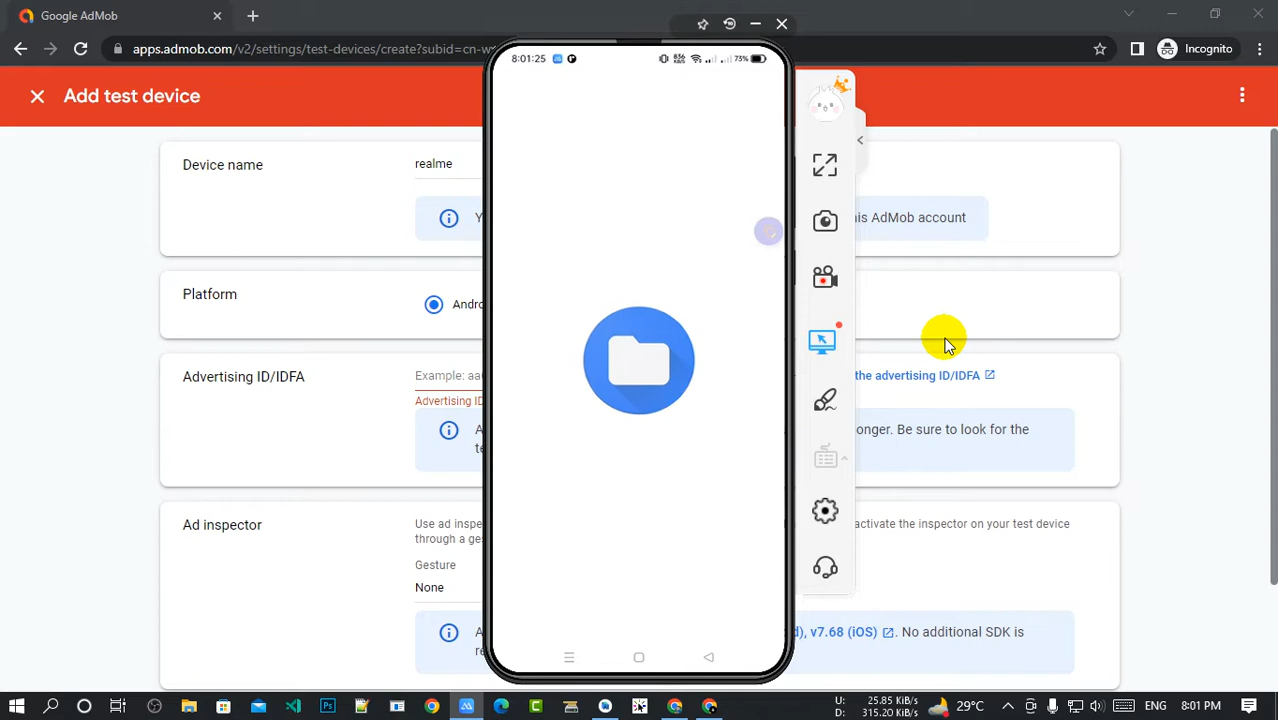 Google AdMob
apps.admob.com/v2/settings/test-devices/create?subid=cn-w
Incognito
Add test device
8:01:25
73%
Device name
realme
Y
his AdMob account
Platform
Andro
Advertising ID/IDFA
Example: aa
the advertising ID/IDFA
Advertising ID
A
onger. Be sure to look for the
te
Ad inspector
Use ad inspe
activate the inspector on your test device
through a ges
Gesture
None
A
d), v7.68 (iOS)
. No additional SDK is
re
U: 25.85 KiB/s
D: 315.20 KiB/s
29°C
ENG
8:01 PM